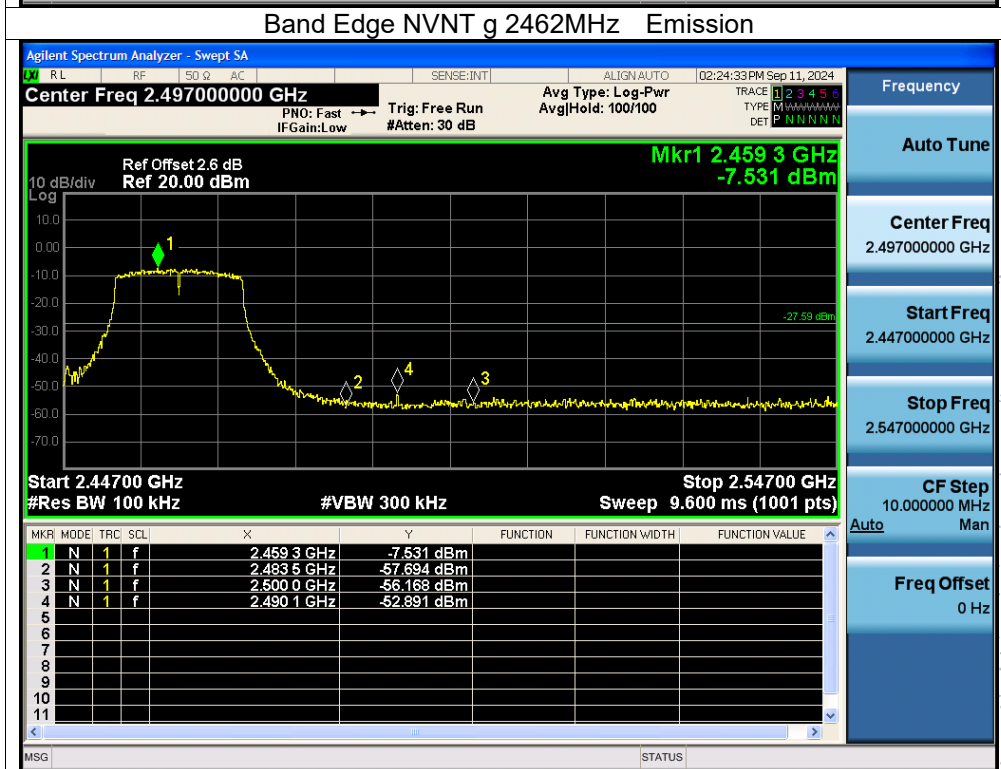 Band Edge NVNT g 2462MHz Emission
Agilent Spectrum Analyzer - Swept SA
LXI RL RF 50 Ω AC SENSE:INT ALIGN AUTO 02:24:33 PM Sep 11, 2024
Center Freq 2.497000000 GHz
PNO: Fast
IFGain:Low
Trig: Free Run
#Atten: 30 dB
Avg Type: Log-Pwr
Avg|Hold: 100/100
TRACE 1 2 3 4 5 6
TYPE M WWWWW
DET P N N N N N
Ref Offset 2.6 dB
10 dB/div Ref 20.00 dBm
Log
Mkr1 2.459 3 GHz
-7.531 dBm
10.0
0.00
-10.0
-20.0
-30.0
-40.0
-50.0
-60.0
-70.0
1
2
4
3
-27.59 dBm
Start 2.44700 GHz Stop 2.54700 GHz
#Res BW 100 kHz #VBW 300 kHz Sweep 9.600 ms (1001 pts)
MKR MODE TRC SCL X Y FUNCTION FUNCTION WIDTH FUNCTION VALUE
1 N 1 f 2.459 3 GHz -7.531 dBm
2 N 1 f 2.483 5 GHz -57.694 dBm
3 N 1 f 2.500 0 GHz -56.168 dBm
4 N 1 f 2.490 1 GHz -52.891 dBm
5
6
7
8
9
10
11
MSG STATUS
Frequency
Auto Tune
Center Freq
2.497000000 GHz
Start Freq
2.447000000 GHz
Stop Freq
2.547000000 GHz
CF Step
10.000000 MHz
Auto Man
Freq Offset
0 Hz